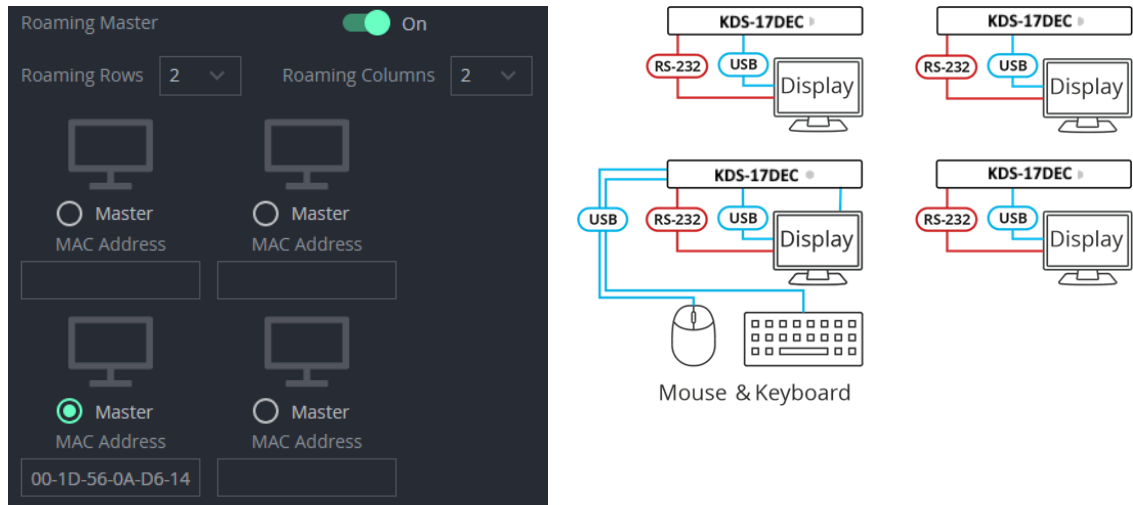 Roaming Master On
Roaming Rows 2 Roaming Columns 2
Master Master
MAC Address MAC Address
Master Master
MAC Address MAC Address
00-1D-56-0A-D6-14
KDS-17DEC KDS-17DEC
RS-232 USB RS-232 USB
Display Display
KDS-17DEC KDS-17DEC
USB RS-232 USB RS-232 USB
Display Display
Mouse & Keyboard